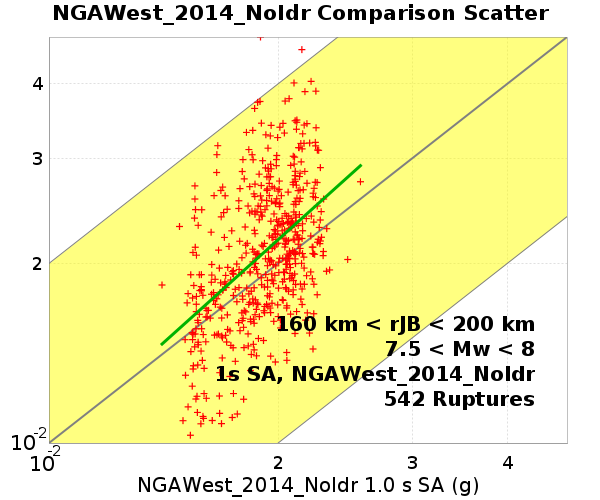 NGAWest_2014_NoIdr Comparison Scatter
4
3
2
10-2
160 km < rJB < 200 km
7.5 < Mw < 8
1s SA, NGAWest_2014_NoIdr
542 Ruptures
10-2
2
3
4
NGAWest_2014_NoIdr 1.0 s SA (g)